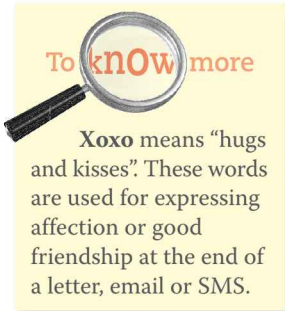 To know more
Xoxo means “hugs
and kisses”. These words
are used for expressing
affection or good
friendship at the end of
a letter, email or SMS.